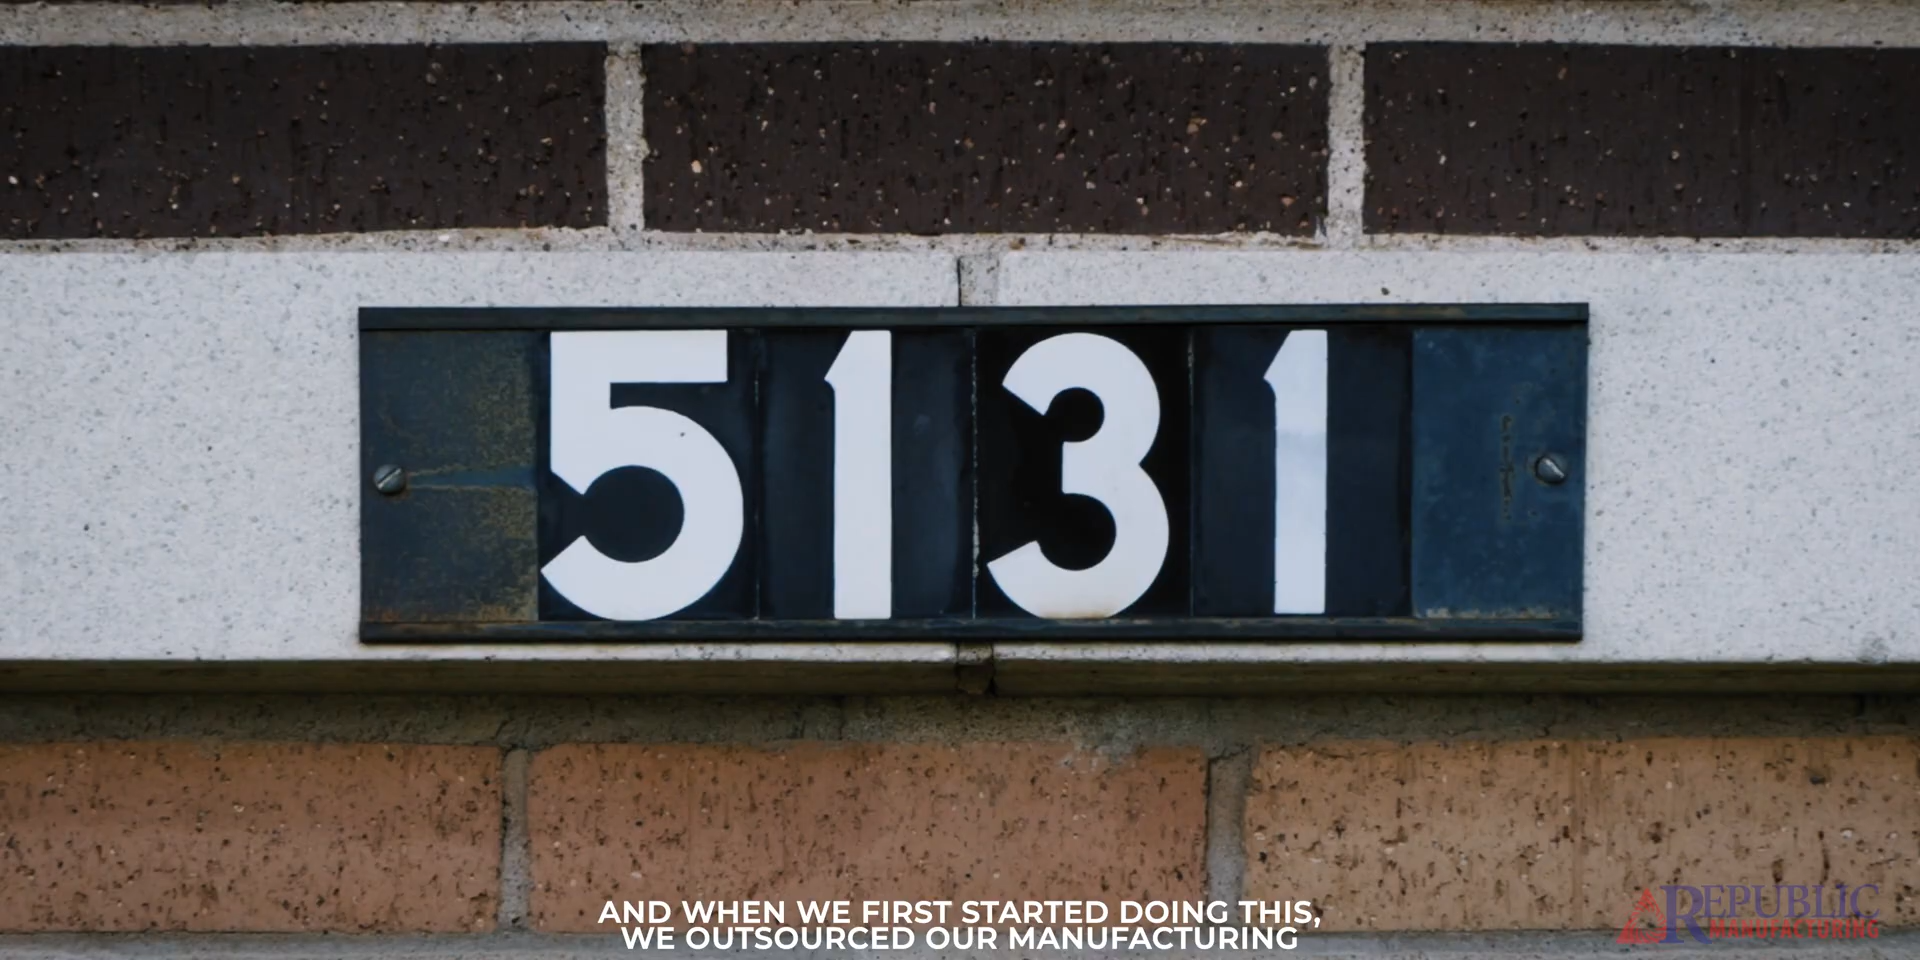 5131
AND WHEN WE FIRST STARTED DOING THIS,
WE OUTSOURCED OUR MANUFACTURING
REPUBLIC
MANUFACTURING